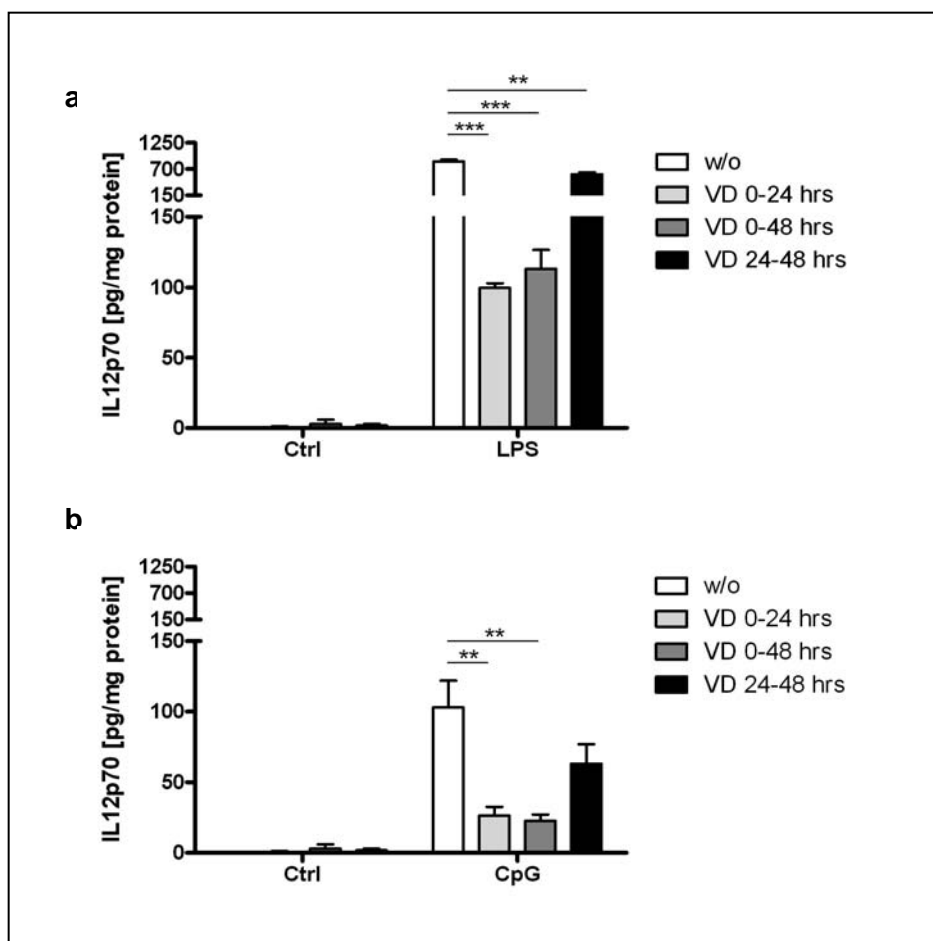 a
**
***
***
IL12p70 [pg/mg protein]
1250
700
150
150
100
50
0
Ctrl
LPS
w/o
VD 0-24 hrs
VD 0-48 hrs
VD 24-48 hrs
b
**
**
IL12p70 [pg/mg protein]
1250
700
150
150
100
50
0
Ctrl
CpG
w/o
VD 0-24 hrs
VD 0-48 hrs
VD 24-48 hrs